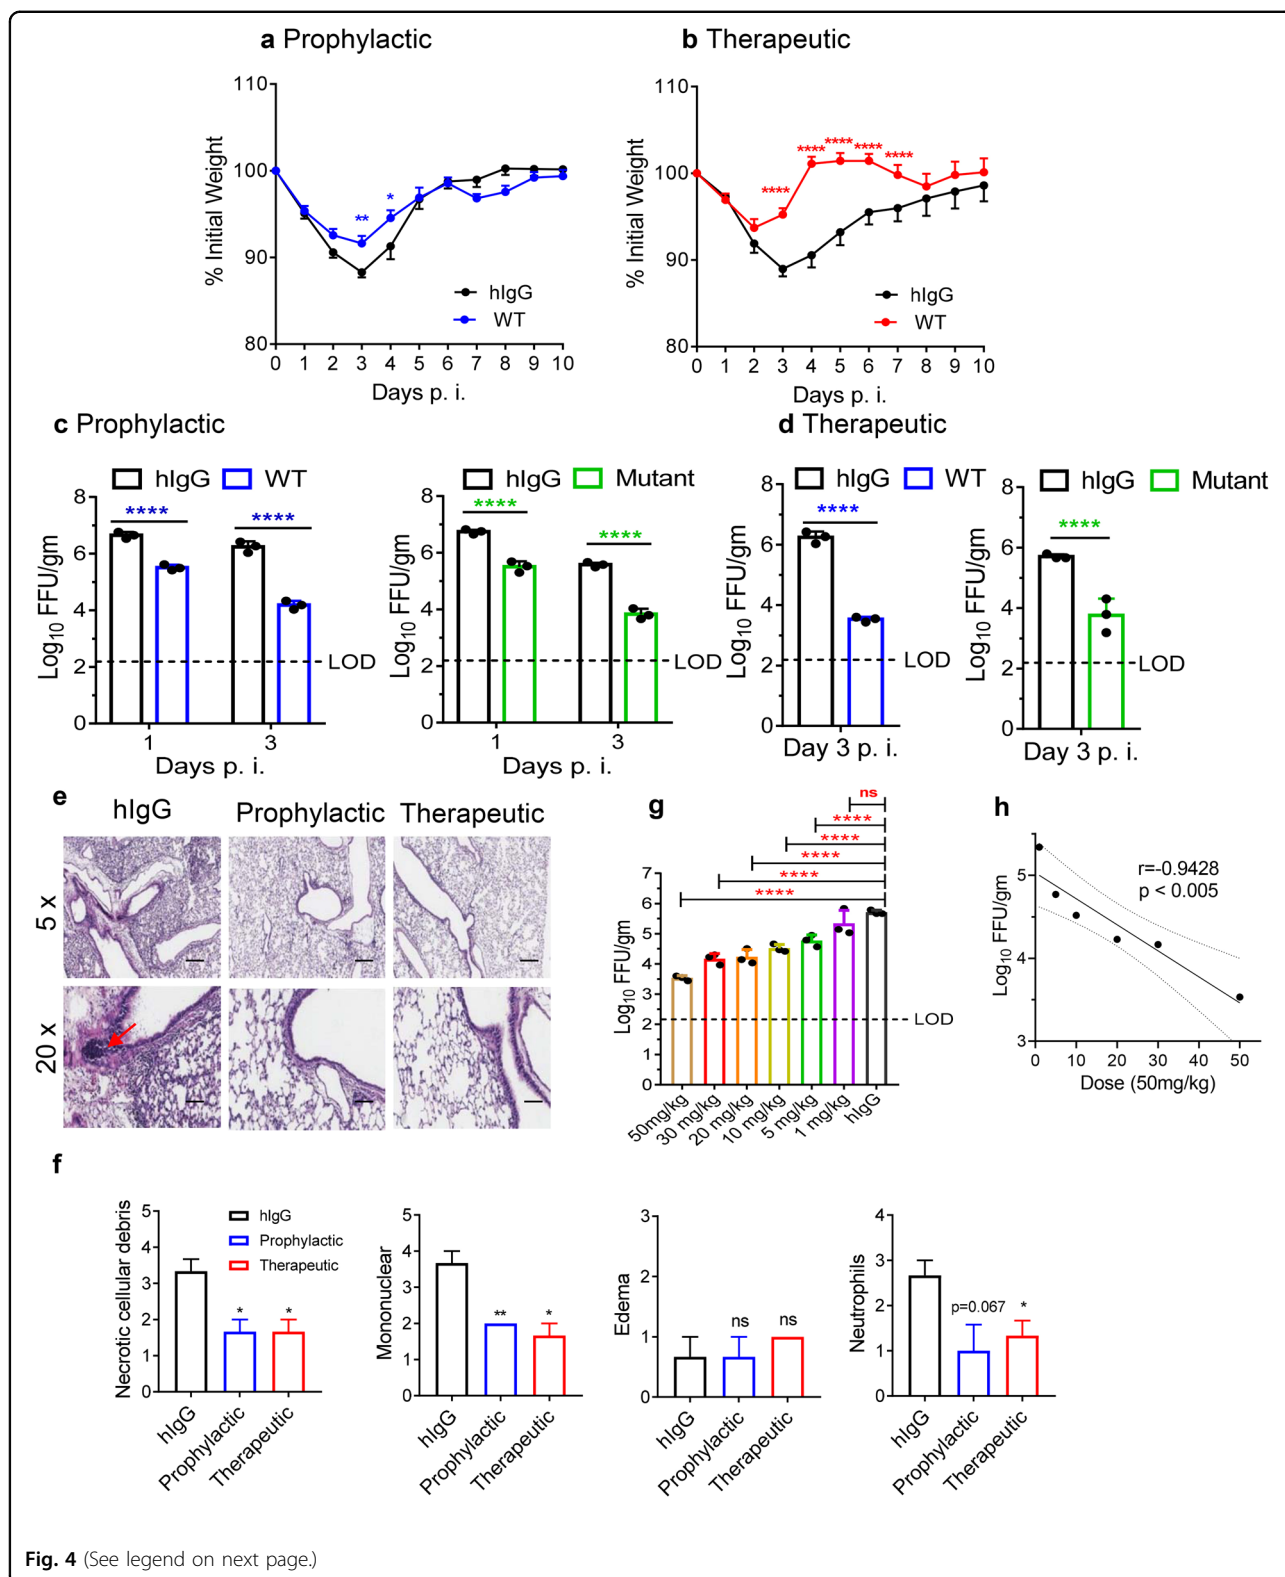 a Prophylactic
110
100
90
80
% Initial Weight
**
*
hIgG
WT
0 1 2 3 4 5 6 7 8 9 10
Days p. i.
b Therapeutic
110
100
90
80
% Initial Weight
****
**** **** **** ****
hIgG
WT
0 1 2 3 4 5 6 7 8 9 10
Days p. i.
c Prophylactic
hIgG WT
8
6
4
2
0
Log10 FFU/gm
**** ****
LOD
1 3
Days p. i.
hIgG Mutant
8
6
4
2
0
Log10 FFU/gm
****
****
LOD
1 3
Days p. i.
d Therapeutic
hIgG WT
8
6
4
2
0
Log10 FFU/gm
****
LOD
Day 3 p. i.
hIgG Mutant
8
6
4
2
0
Log10 FFU/gm
****
LOD
Day 3 p. i.
e
hIgG Prophylactic Therapeutic
5 x
20 x
g
ns
****
****
****
****
****
7
6
5
4
3
2
1
0
Log10 FFU/gm
LOD
50mg/kg
30 mg/kg
20 mg/kg
10 mg/kg
5 mg/kg
1 mg/kg
hIgG
h
r=-0.9428
p < 0.005
5
4
3
Log10 FFU/gm
0 10 20 30 40 50
Dose (50mg/kg)
f
5
4
3
2
1
0
Necrotic cellular debris
hIgG
Prophylactic
Therapeutic
* *
hIgG
Prophylactic
Therapeutic
5
4
3
2
1
0
Mononuclear
** *
hIgG
Prophylactic
Therapeutic
3
2
1
0
Edema
ns ns
hIgG
Prophylactic
Therapeutic
4
3
2
1
0
Neutrophils
p=0.067 *
hIgG
Prophylactic
Therapeutic
Fig. 4 (See legend on next page.)